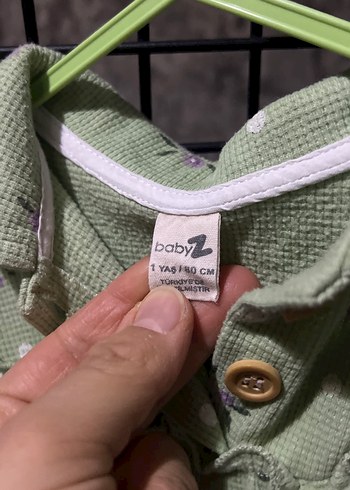 babyZ
1 YAŞ / 80 CM
TÜRKİYE'DE